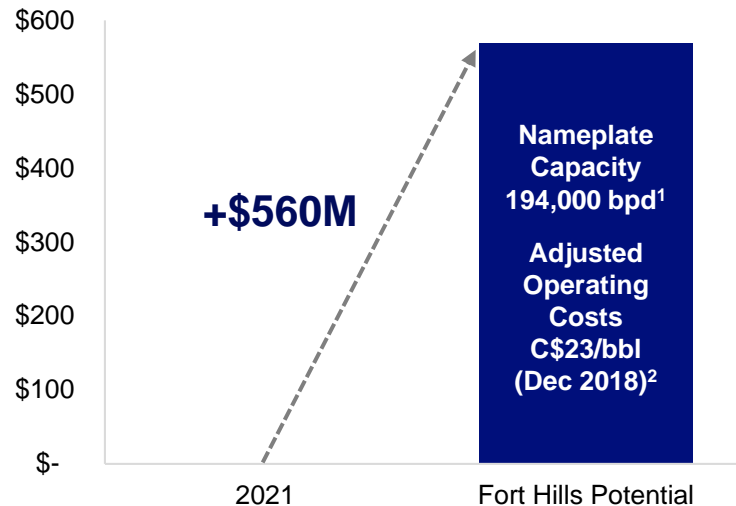 $600
$500
$400
$300
$200
$100
$-
+$560M
Nameplate
Capacity
194,000 bpd¹
Adjusted
Operating
Costs
C$23/bbl
(Dec 2018)²
2021
Fort Hills Potential